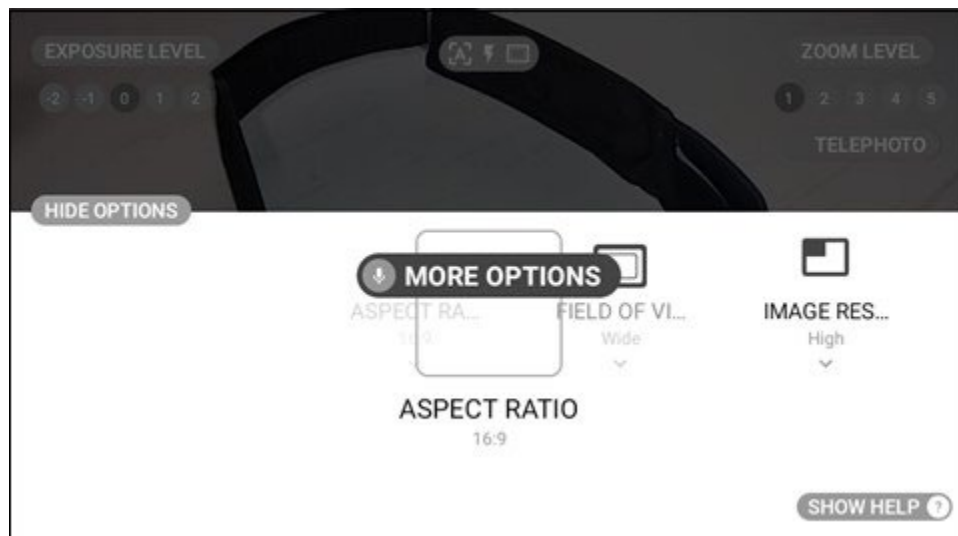 EXPOSURE LEVEL
-2 -1 0 1 2
A
ZOOM LEVEL
1 2 3 4 5
TELEPHOTO
HIDE OPTIONS
MORE OPTIONS
ASPECT RA...
16:9
FIELD OF VI...
Wide
IMAGE RES...
High
ASPECT RATIO
16:9
SHOW HELP ?